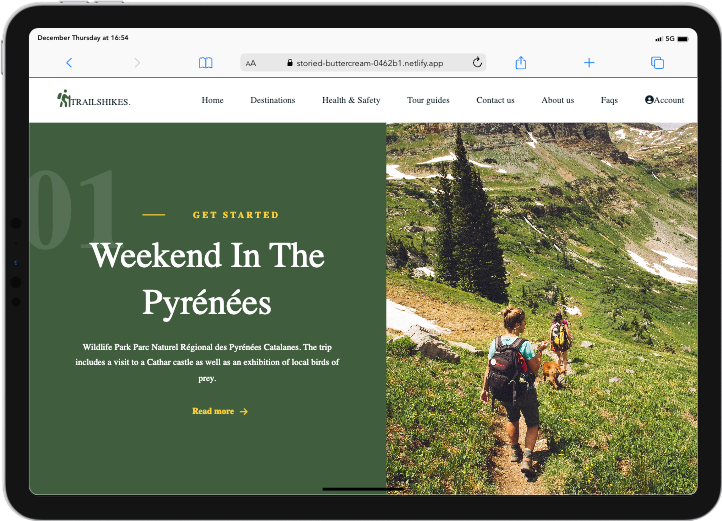 December Thursday at 16:54
5G
AA
storied-buttercream-0462b1.netlify.app
TRAILSHIKES.
Home
Destinations
Health & Safety
Tour guides
Contact us
About us
Faqs
Account
01
GET STARTED
Weekend In The
Pyrénées
Wildlife Park Parc Naturel Régional des Pyrénées Catalanes. The trip
includes a visit to a Cathar castle as well as an exhibition of local birds of
prey.
Read more